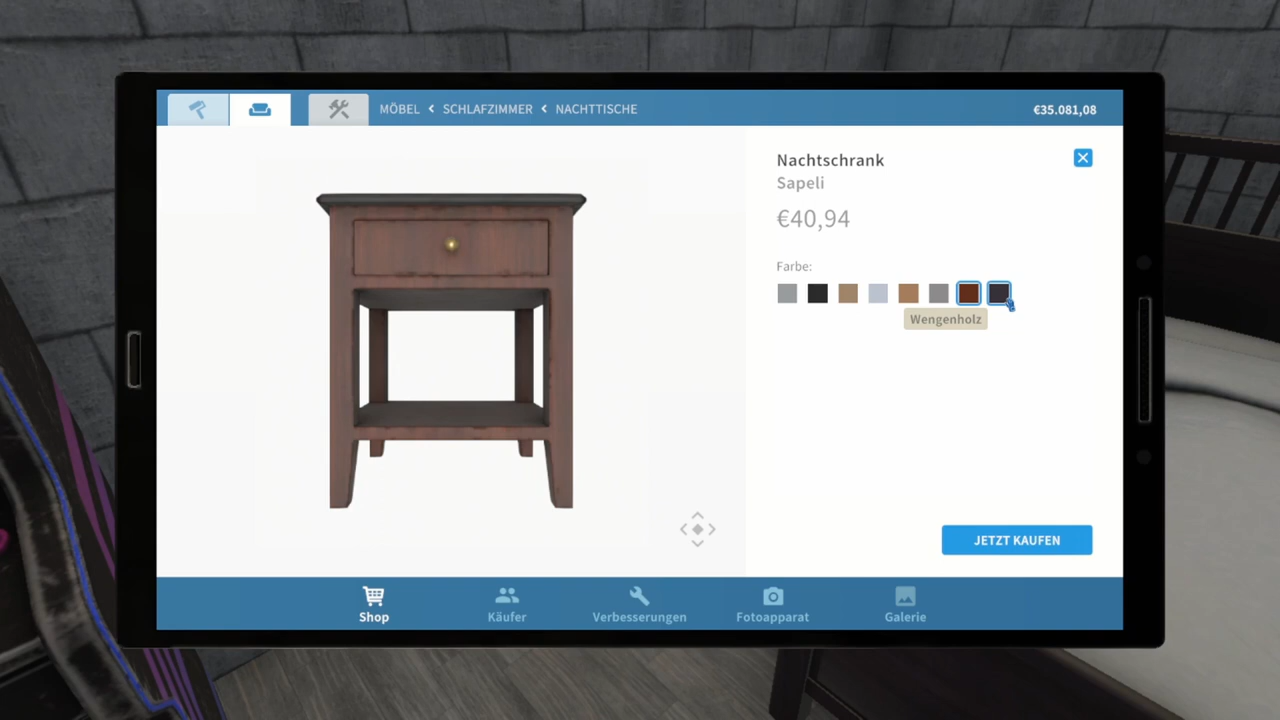 MÖBEL < SCHLAFZIMMER < NACHTTISCHE
€35.081,08
Nachtschrank
Sapeli
€40,94
Farbe:
Wengenholz
JETZT KAUFEN
Shop
Käufer
Verbesserungen
Fotoapparat
Galerie